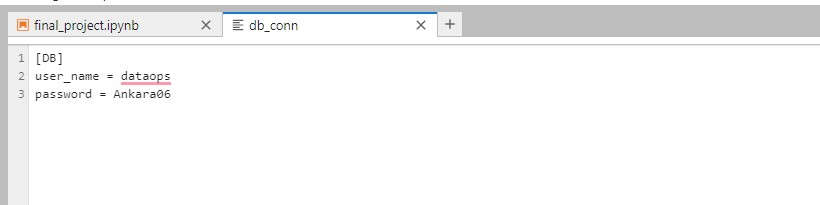 final_project.ipynb
db_conn
1 [DB]
2 user_name = dataops
3 password = Ankara06